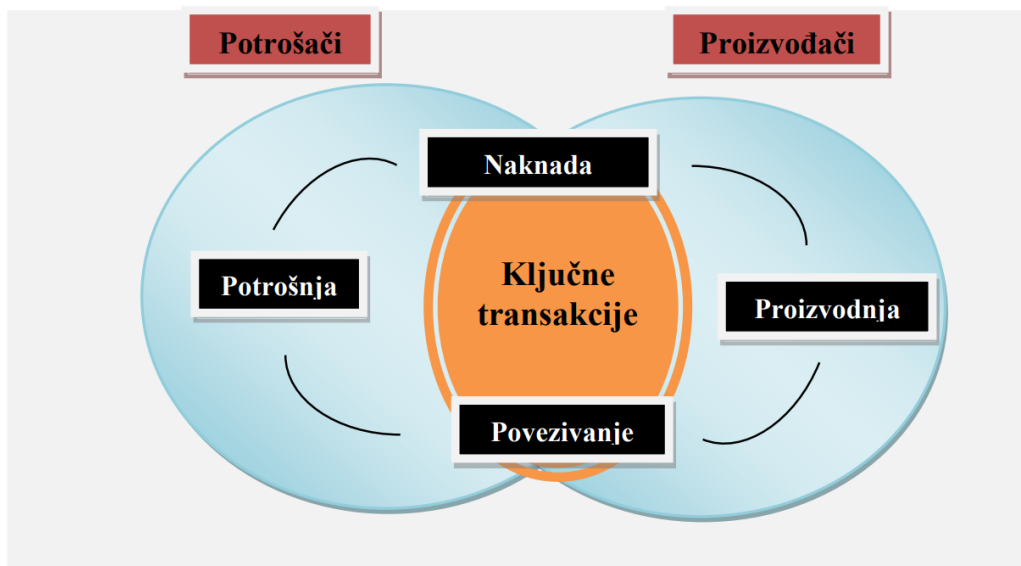 Potrošači
Proizvođači
Naknada
Potrošnja
Ključne
transakcije
Proizvodnja
Povezivanje